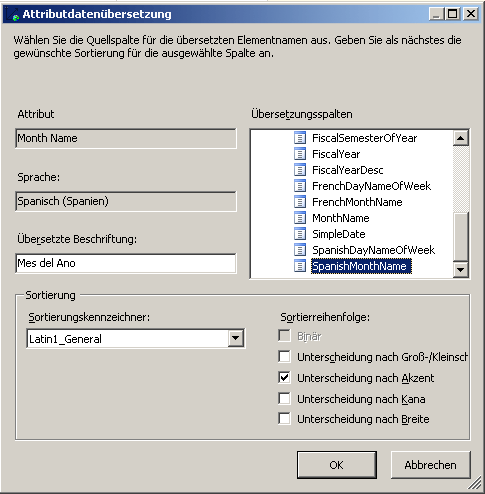 Attributdatenübersetzung
Wählen Sie die Quellspalte für die übersetzten Elementnamen aus. Geben Sie als nächstes die
gewünschte Sortierung für die ausgewählte Spalte an.
Attribut
Month Name
Sprache:
Spanisch (Spanien)
Übersetzte Beschriftung:
Mes del Ano
Übersetzungsspalten
FiscalSemesterOfYear
FiscalYear
FiscalYearDesc
FrenchDayNameOfWeek
FrenchMonthName
MonthName
SimpleDate
SpanishDayNameOfWeek
SpanishMonthName
Sortierung
Sortierungskennzeichner:
Latin1_General
Sortierreihenfolge:
Binär
Unterscheidung nach Groß-/Kleinsch
Unterscheidung nach Akzent
Unterscheidung nach Kana
Unterscheidung nach Breite
OK
Abbrechen